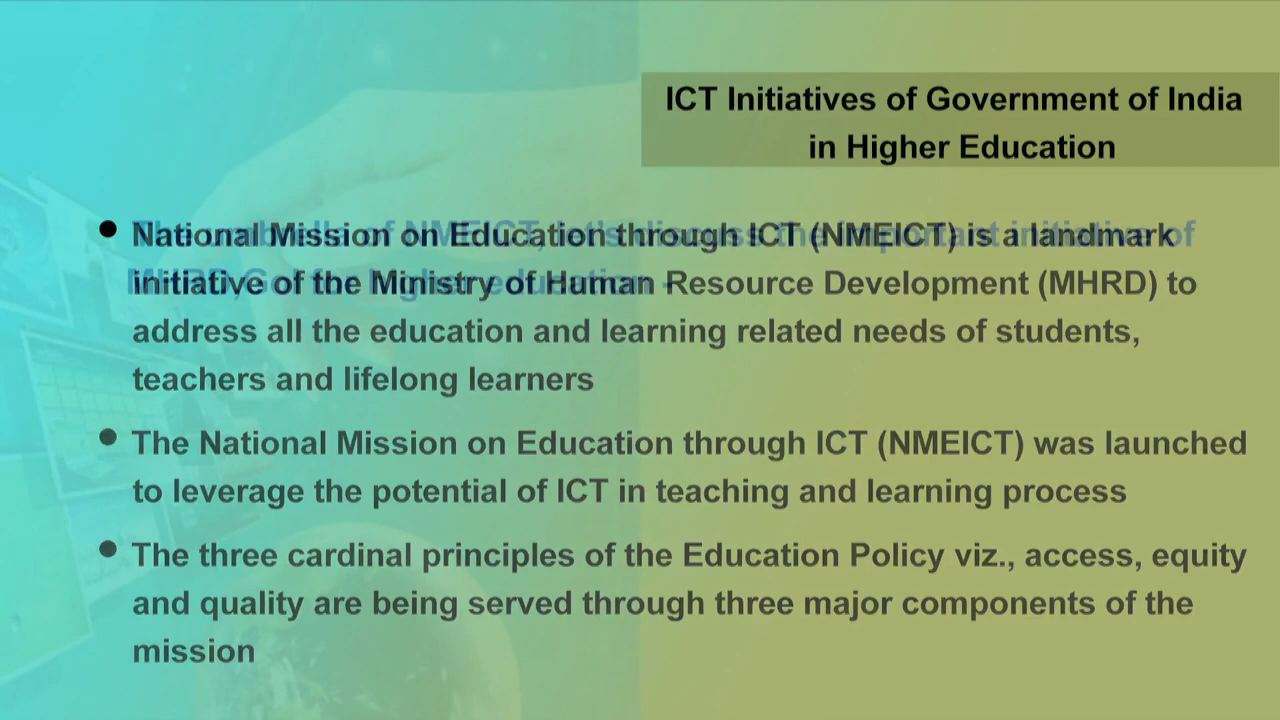 ICT Initiatives of Government of India
in Higher Education
• National Mission on Education through ICT (NMEICT) is a landmark
initiative of the Ministry of Human Resource Development (MHRD) to
address all the education and learning related needs of students,
teachers and lifelong learners
• The National Mission on Education through ICT (NMEICT) was launched
to leverage the potential of ICT in teaching and learning process
• The three cardinal principles of the Education Policy viz., access, equity
and quality are being served through three major components of the
mission